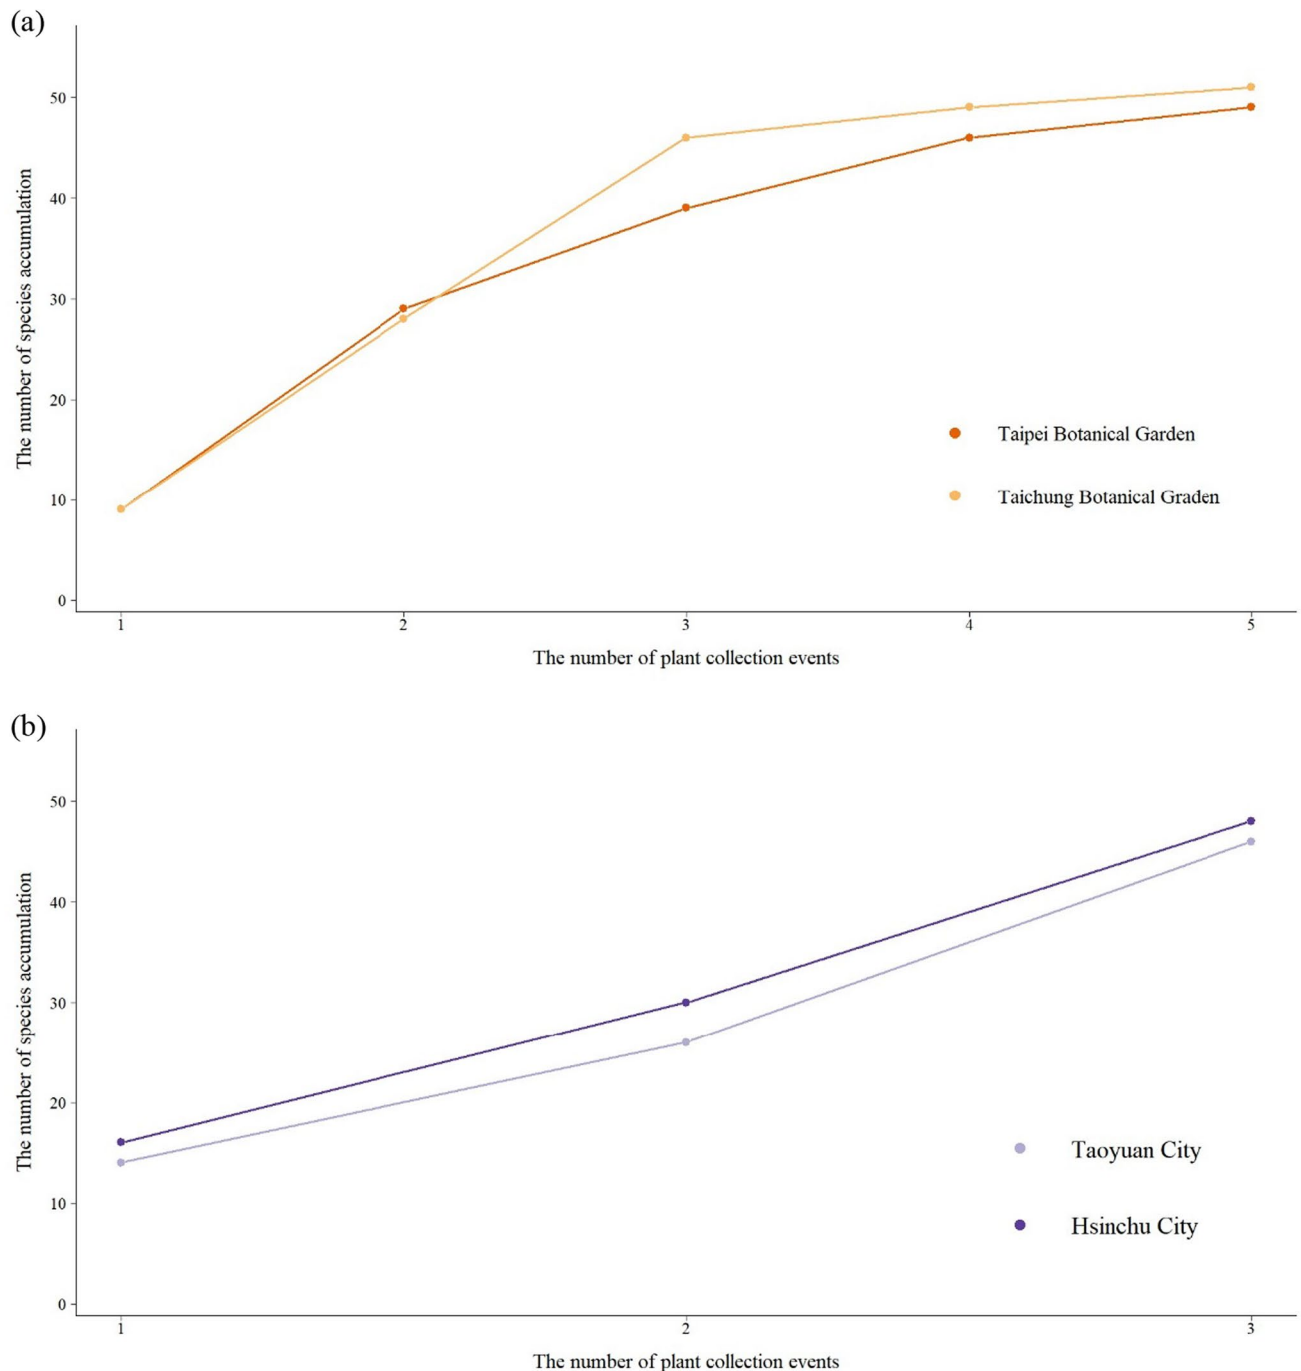 (a)
The number of species accumulation
50
40
30
20
10
0
Taipei Botanical Garden
Taichung Botanical Graden
1 2 3 4 5
The number of plant collection events
(b)
The number of species accumulation
50
40
30
20
10
0
Taoyuan City
Hsinchu City
1 2 3
The number of plant collection events